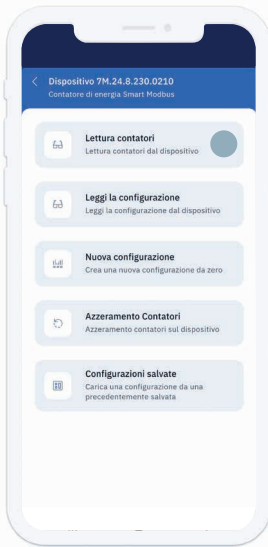 Dispositivo 7M.24.8.230.0210
Contatore di energia Smart Modbus
Lettura contatori
Lettura contatori dal dispositivo
Leggi la configurazione
Leggi la configurazione dal dispositivo
Nuova configurazione
Crea una nuova configurazione da zero
Azzeramento Contatori
Azzeramento contatori sul dispositivo
Configurazioni salvate
Carica una configurazione da una
precedentemente salvata